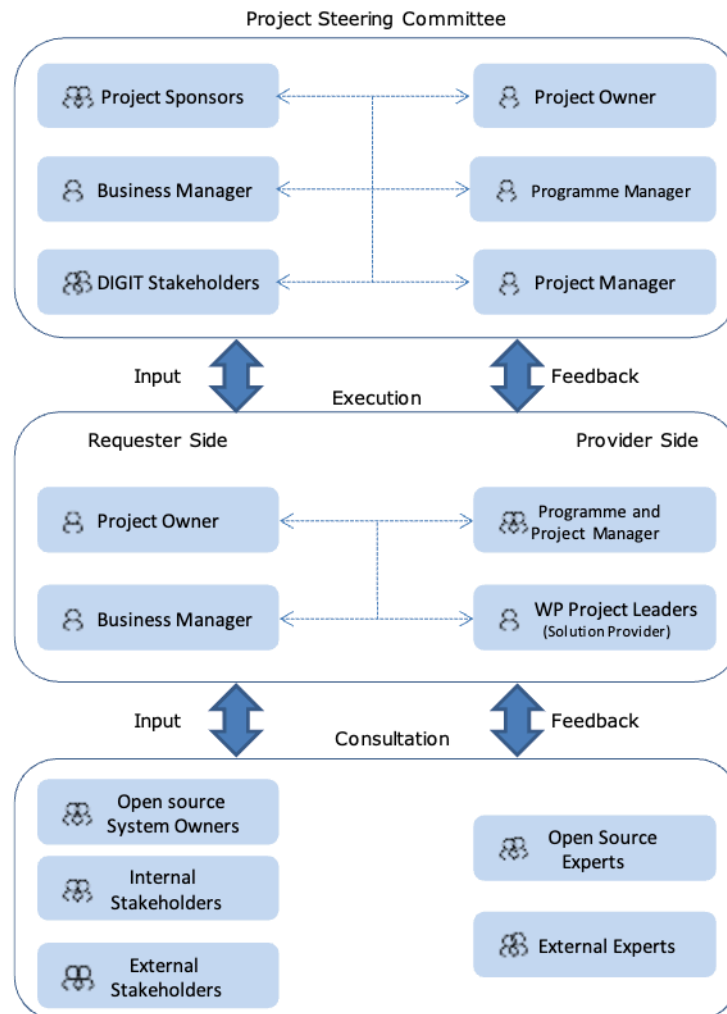 Project Steering Committee
Project Sponsors
Project Owner
Business Manager
Programme Manager
DIGIT Stakeholders
Project Manager
Input
Feedback
Execution
Requester Side
Provider Side
Project Owner
Programme and
Project Manager
Business Manager
WP Project Leaders
(Solution Provider)
Input
Feedback
Consultation
Open source
System Owners
Open Source
Experts
Internal
Stakeholders
External Experts
External
Stakeholders